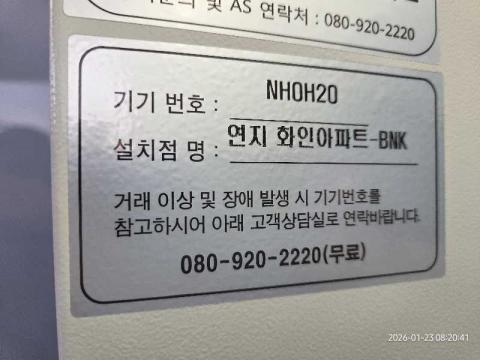 및 AS 연락처 : 080-920-2220
기기 번호 : NH0H20
설치점 명 : 연지 화인아파트-BNK
거래 이상 및 장애 발생 시 기기번호를
참고하시어 아래 고객상담실로 연락바랍니다.
080-920-2220(무료)
2026-01-23 08:20:41